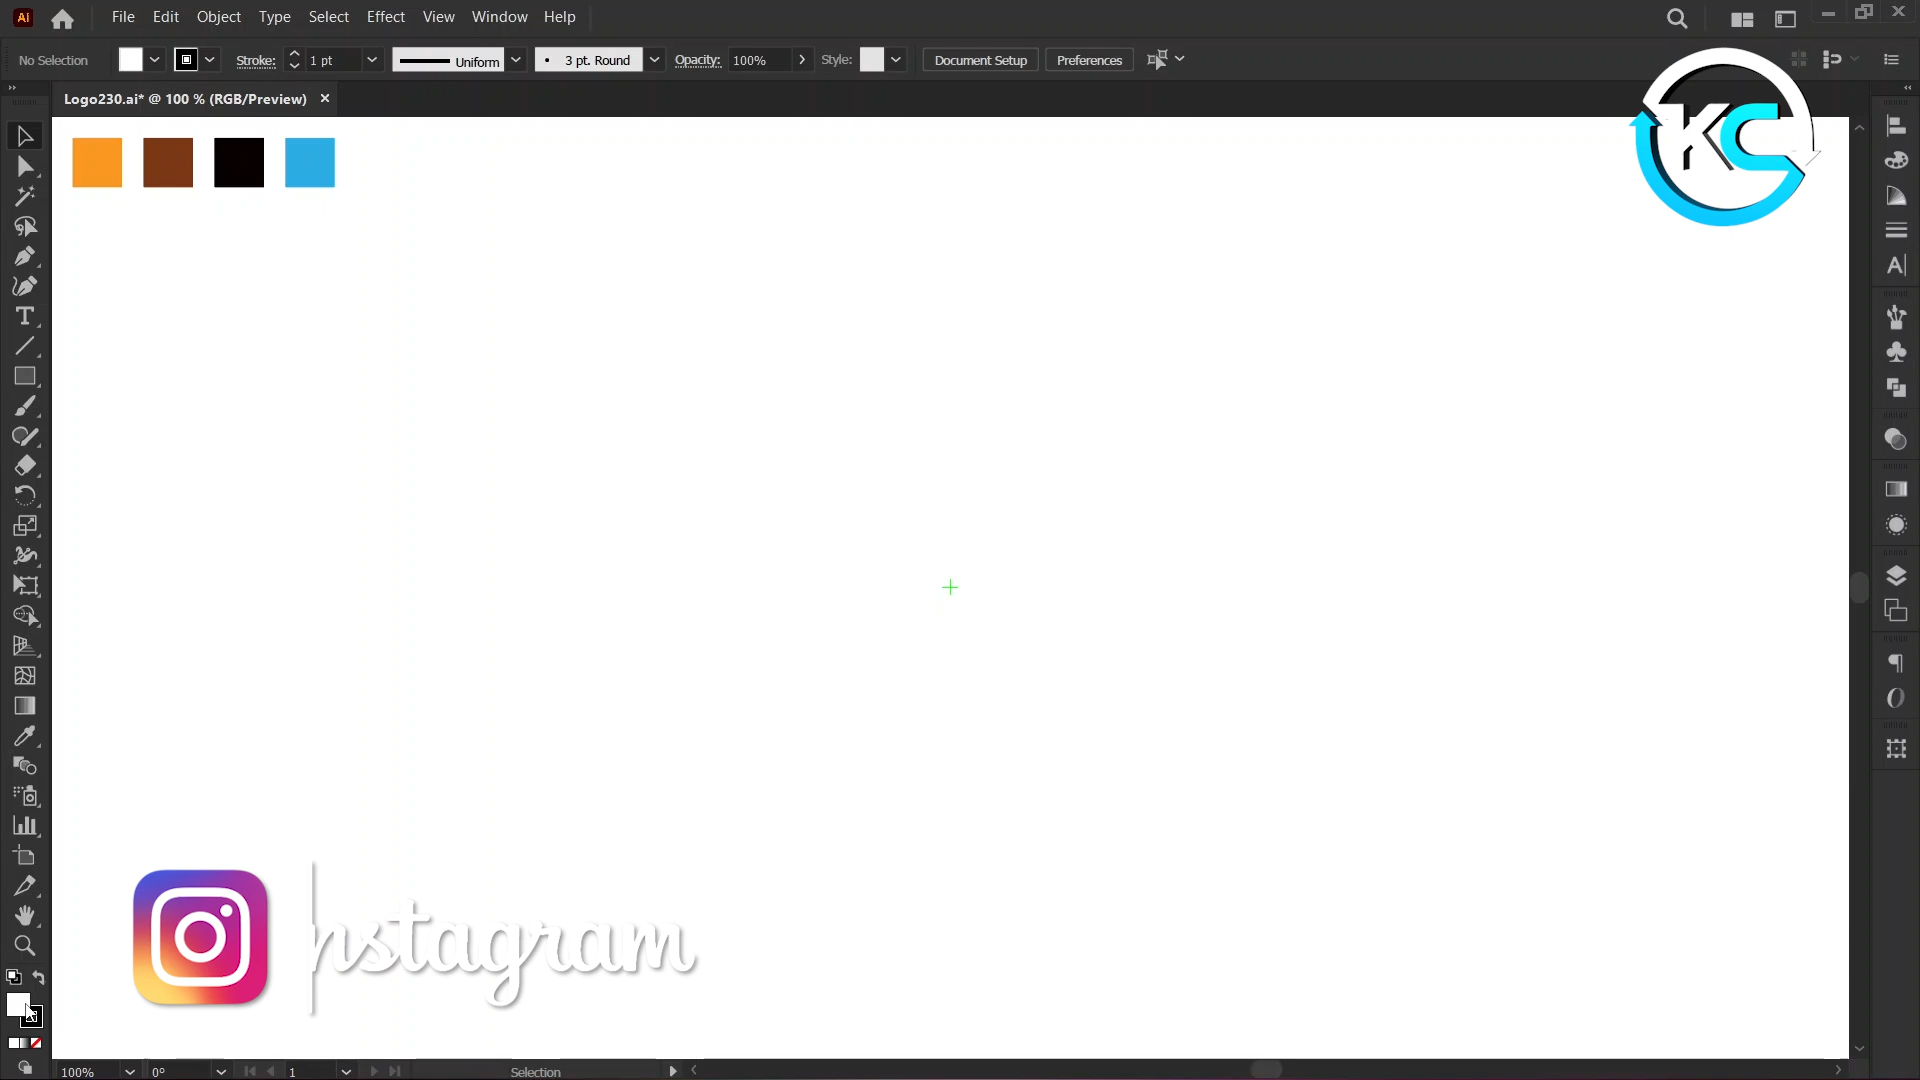 Ai File Edit Object Type Select Effect View Window Help
No Selection Stroke: 1 pt Uniform 3 pt. Round Opacity: 100% Style: Document Setup Preferences
Logo230.ai* @ 100 % (RGB/Preview)
KC
Instagram
100% 0° 1 Selection